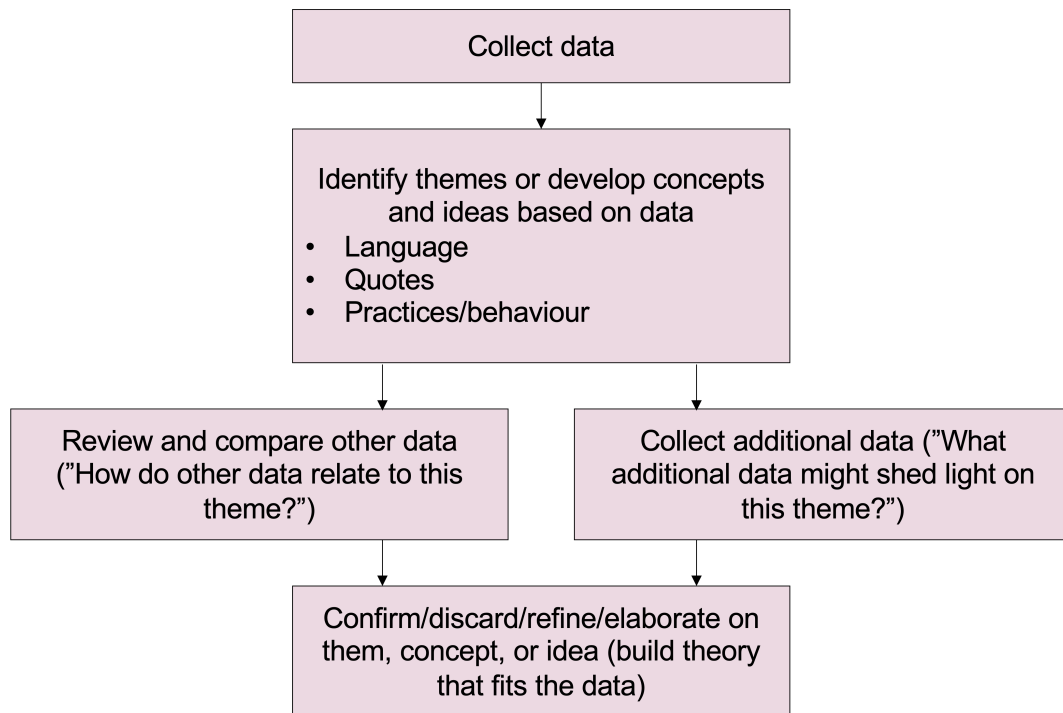 Collect data
Identify themes or develop concepts
and ideas based on data
• Language
• Quotes
• Practices/behaviour
Review and compare other data
(”How do other data relate to this
theme?”)
Collect additional data (”What
additional data might shed light on
this theme?”)
Confirm/discard/refine/elaborate on
them, concept, or idea (build theory
that fits the data)